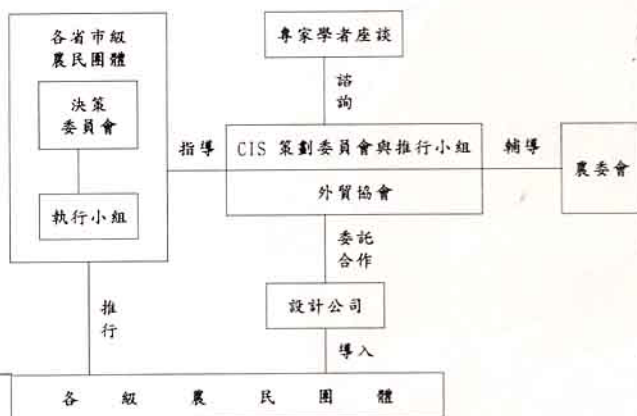 各省市級
農民團體
決策
委員會
執行小組
專家學者座談
諮
詢
指導
CIS 策劃委員會與推行小組
外貿協會
輔導
農委會
委託
合作
設計公司
推
行
導入
各級農民團體